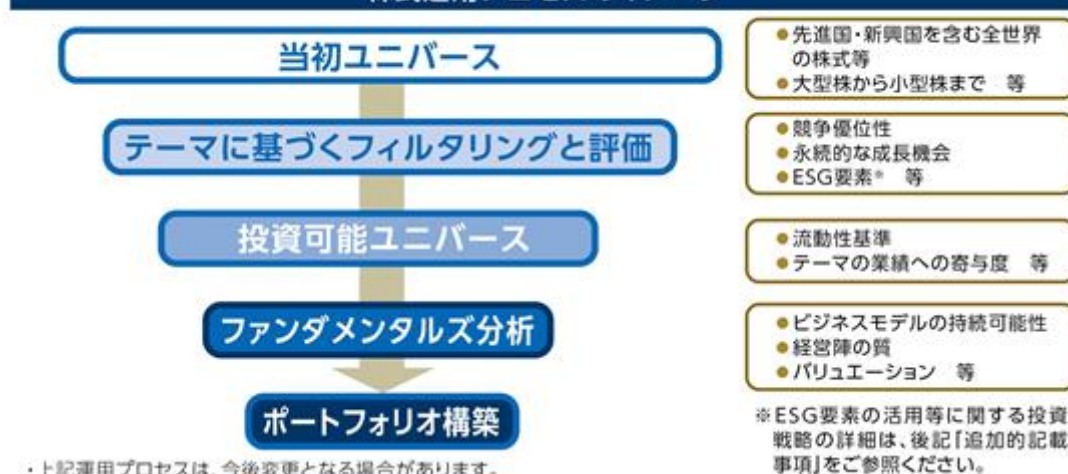 当初ユニバース
●先進国・新興国を含む全世界
の株式等
●大型株から小型株まで 等
テーマに基づくフィルタリングと評価
●競争優位性
●永続的な成長機会
●ESG要素※ 等
投資可能ユニバース
●流動性基準
●テーマの業績への寄与度 等
ファンダメンタルズ分析
●ビジネスモデルの持続可能性
●経営陣の質
●バリュエーション 等
ポートフォリオ構築
※ESG要素の活用等に関する投資
戦略の詳細は、後記「追加的記載
事項」をご参照ください。
・上記運用プロセスは、今後変更となる場合があります。